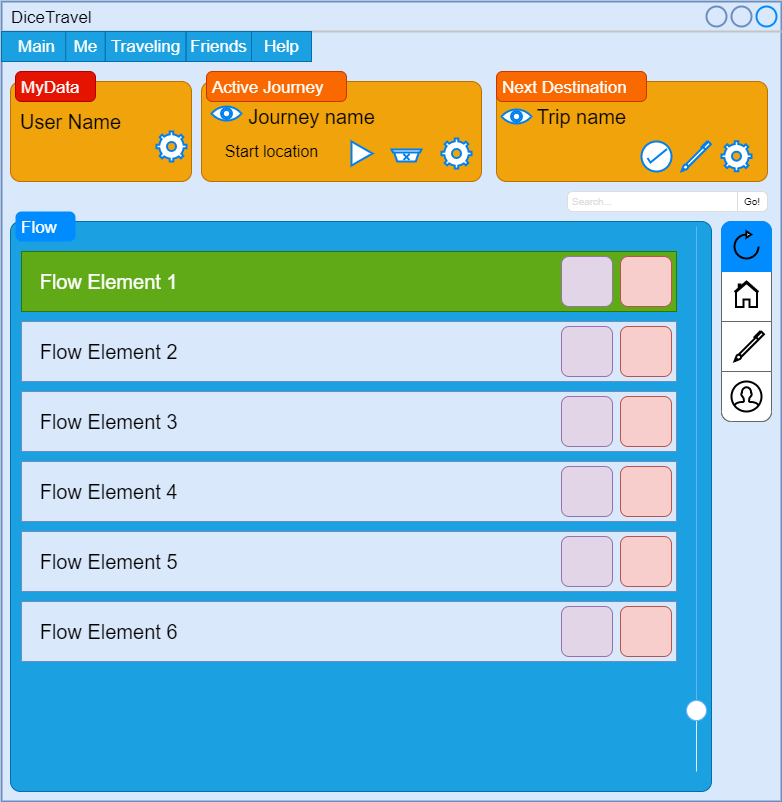 DiceTravel
Main Me Traveling Friends Help
MyData
User Name
Active Journey
Journey name
Start location
Next Destination
Trip name
Search... Go!
Flow
Flow Element 1
Flow Element 2
Flow Element 3
Flow Element 4
Flow Element 5
Flow Element 6